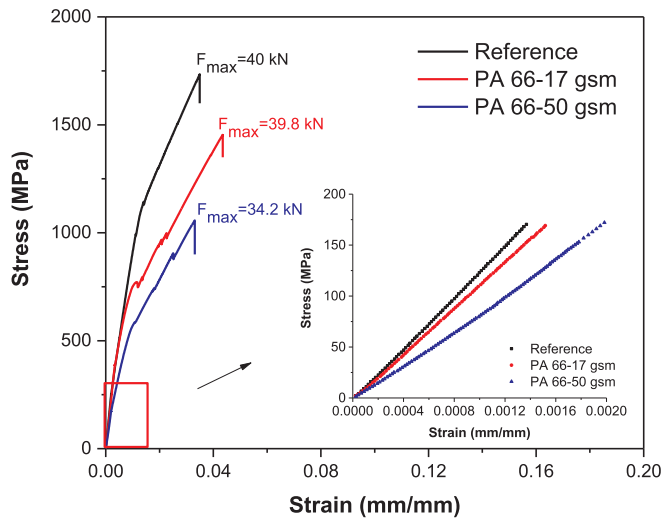 2000
1500
1000
500
0
Stress (MPa)
0.00
0.04
0.08
0.12
0.16
0.20
Strain (mm/mm)
Reference
PA 66-17 gsm
PA 66-50 gsm
Fmax=40 kN
Fmax=39.8 kN
Fmax=34.2 kN
200
150
100
50
0
Stress (MPa)
0.0000
0.0004
0.0008
0.0012
0.0016
0.0020
Strain (mm/mm)
Reference
PA 66-17 gsm
PA 66-50 gsm